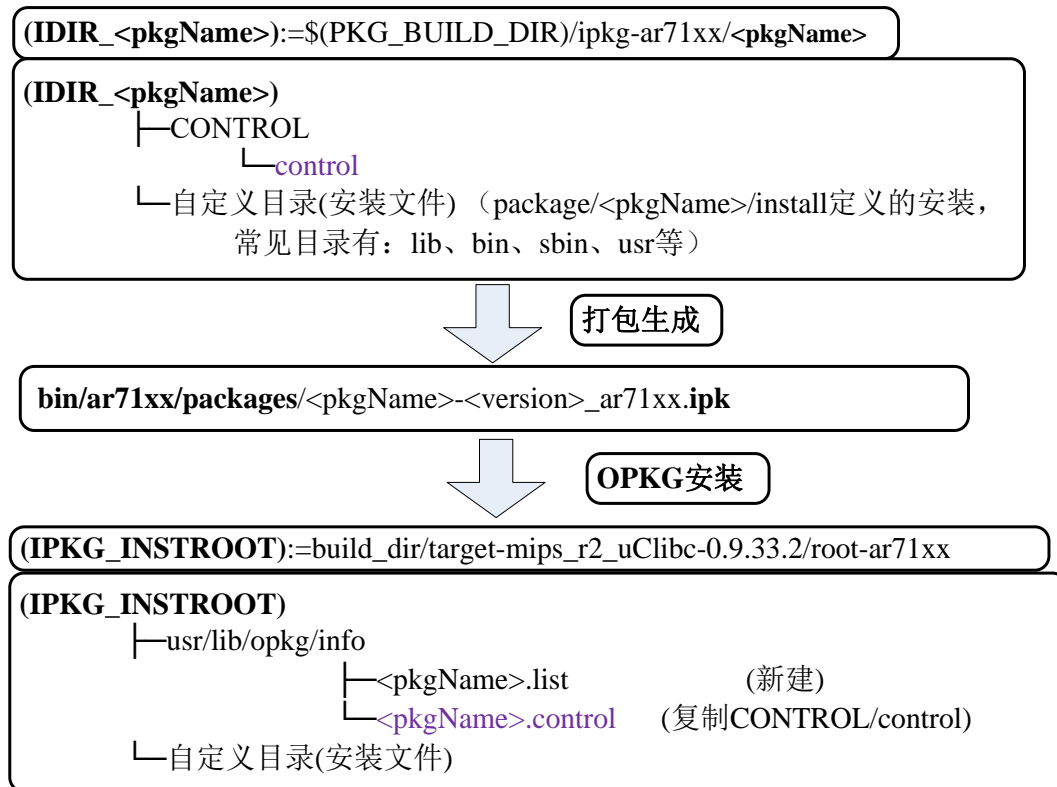 (IDIR_<pkgName>):=$(PKG_BUILD_DIR)/ipkg-ar71xx/<pkgName>
(IDIR_<pkgName>)
├─CONTROL
└─control
└─自定义目录(安装文件) （package/<pkgName>/install定义的安装，
常见目录有：lib、bin、sbin、usr等）
打包生成
bin/ar71xx/packages/<pkgName>-<version>_ar71xx.ipk
OPKG安装
(IPKG_INSTROOT):=build_dir/target-mips_r2_uClibc-0.9.33.2/root-ar71xx
(IPKG_INSTROOT)
├─usr/lib/opkg/info
├─<pkgName>.list (新建)
└─<pkgName>.control (复制CONTROL/control)
└─自定义目录(安装文件)